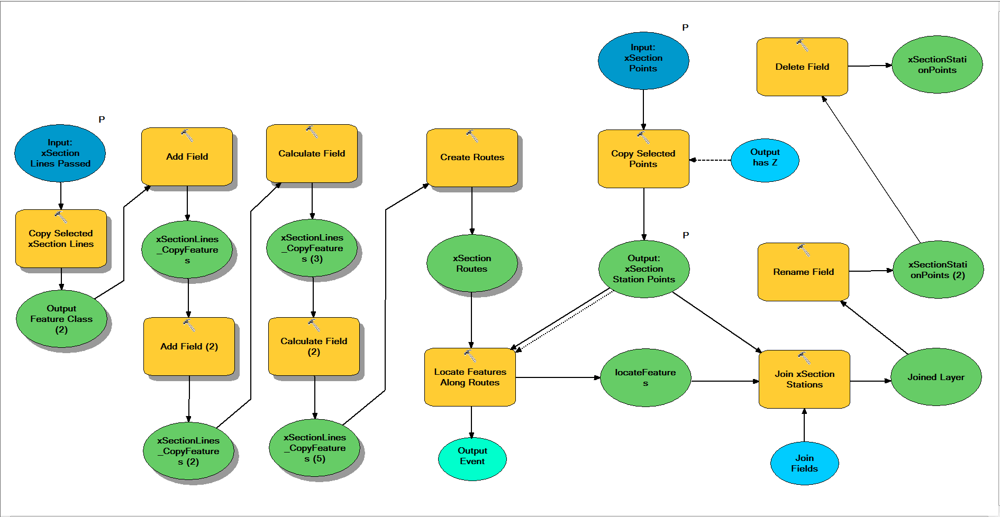 P
Input:
xSection
Lines Passed
Copy Selected
xSection Lines
Output
Feature Class
(2)
Add Field
xSectionLines
_CopyFeature
s
Add Field (2)
xSectionLines
_CopyFeature
s (2)
Calculate Field
xSectionLines
_CopyFeature
s (3)
Calculate Field
(2)
xSectionLines
_CopyFeature
s (5)
Create Routes
xSection
Routes
Locate Features
Along Routes
Output
Event
P
Input:
xSection
Points
Copy Selected
Points
Output
has Z
P
Output:
xSection
Station Points
locateFeature
s
Join xSection
Stations
Join
Fields
Joined Layer
Rename Field
xSectionStati
onPoints (2)
Delete Field
xSectionStati
onPoints